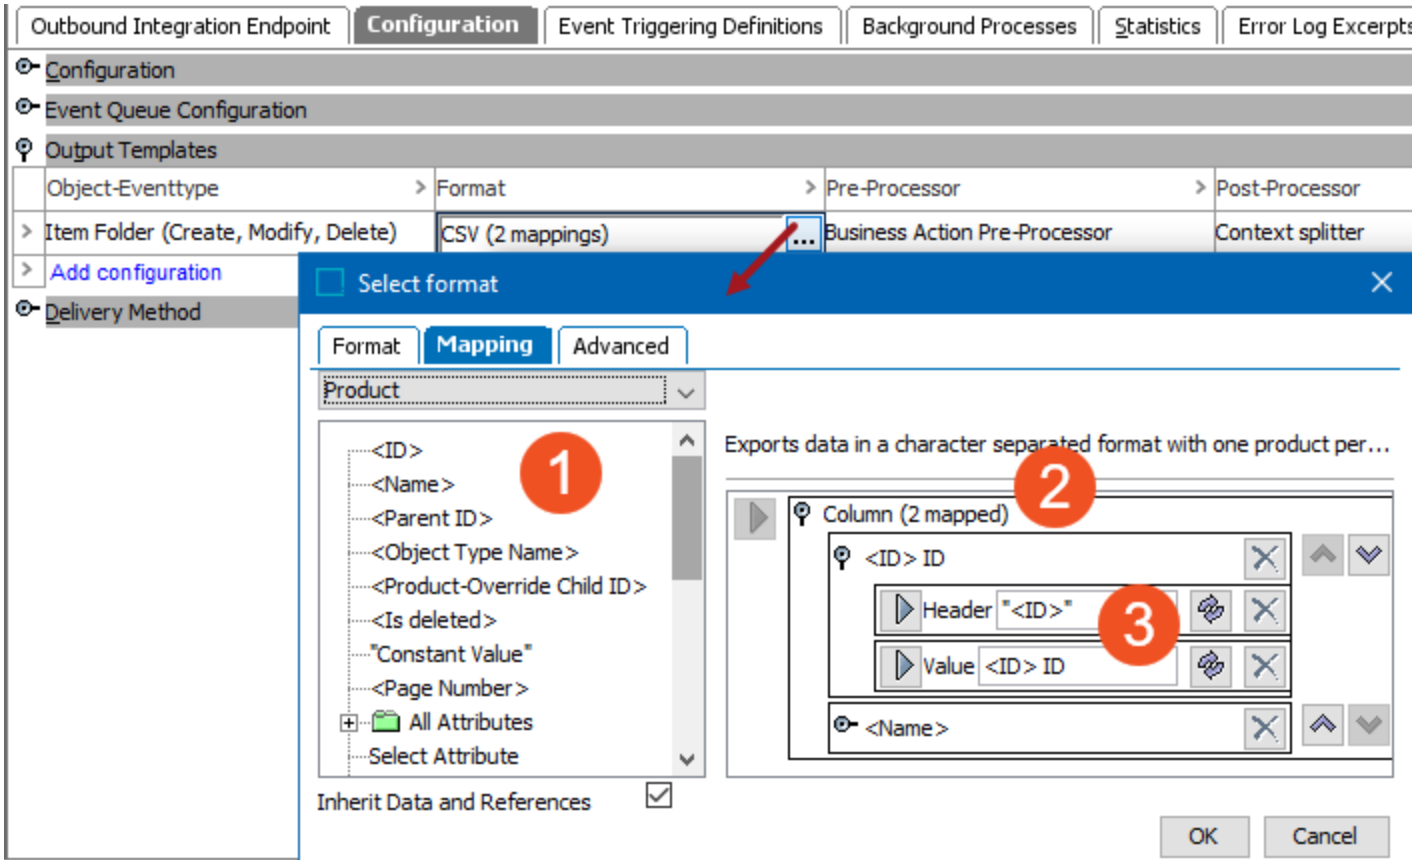 Outbound Integration Endpoint Configuration Event Triggering Definitions Background Processes Statistics Error Log Excerpts
Configuration
Event Queue Configuration
Output Templates
Object-Eventtype > Format > Pre-Processor > Post-Processor
> Item Folder (Create, Modify, Delete) CSV (2 mappings) ... Business Action Pre-Processor Context splitter
> Add configuration
Select format
Delivery Method
Format Mapping Advanced
Product
Exports data in a character separated format with one product per...
<ID>
<Name>
<Parent ID>
<Object Type Name>
<Product-Override Child ID>
<Is deleted>
"Constant Value"
<Page Number>
All Attributes
Select Attribute
1
2
Column (2 mapped)
<ID> ID
Header "<ID>"
3
Value <ID> ID
<Name>
Inherit Data and References
OK Cancel